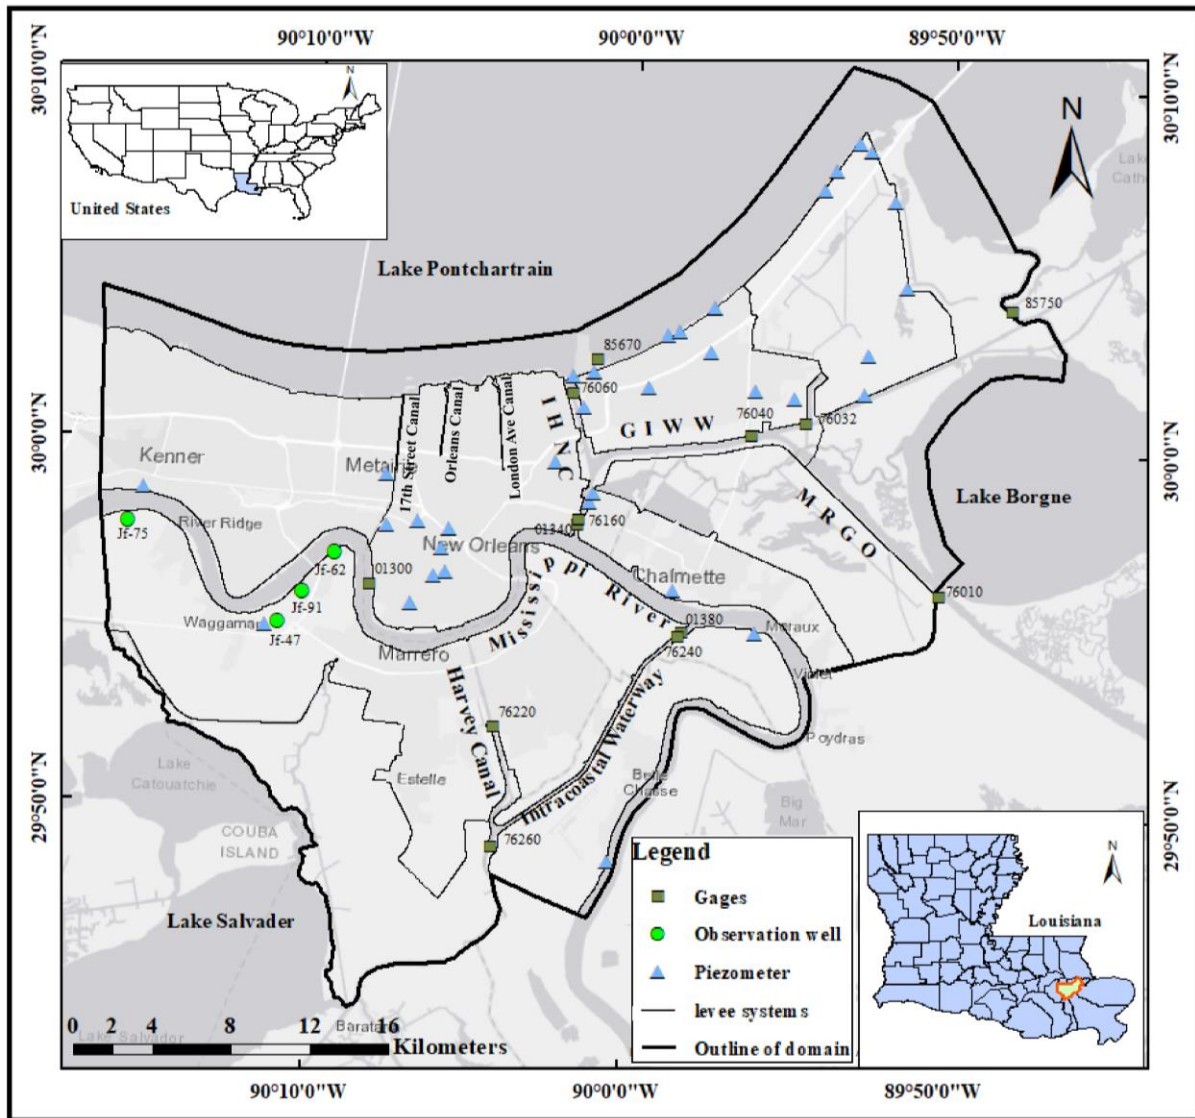 90°10'0"W
90°0'0"W
89°50'0"W
30°10'0"N
30°10'0"N
N
United States
N
Lake
Cath
Lake Pontchartrain
85750
85670
76060
IHNC
GIWW
76040
76032
17th Street Canal
Orleans Canal
London Ave Canal
30°0'0"N
30°0'0"N
Kenner
Metairie
Lake Borgne
MRGO
River Ridge
Jf-75
01340
76160
New Orleans
Jf-62
01300
Chalmette
Jf-91
76010
Waggaman
Jf-47
Mississippi River
01380
Meraux
76240
Marrero
Violet
Harvey Canal
76220
Intracoastal Waterway
Poydras
Lake
Catouatchie
Estelle
Belle
Chasse
29°50'0"N
29°50'0"N
Big
Mar
COUBA
ISLAND
76260
Lake Salvader
Legend
Gages
Observation well
Piezometer
levee systems
Outline of domain
N
Louisiana
0 2 4 8 12 16
Kilometers
Lake Salvador
Baratari
90°10'0"W
90°0'0"W
89°50'0"W